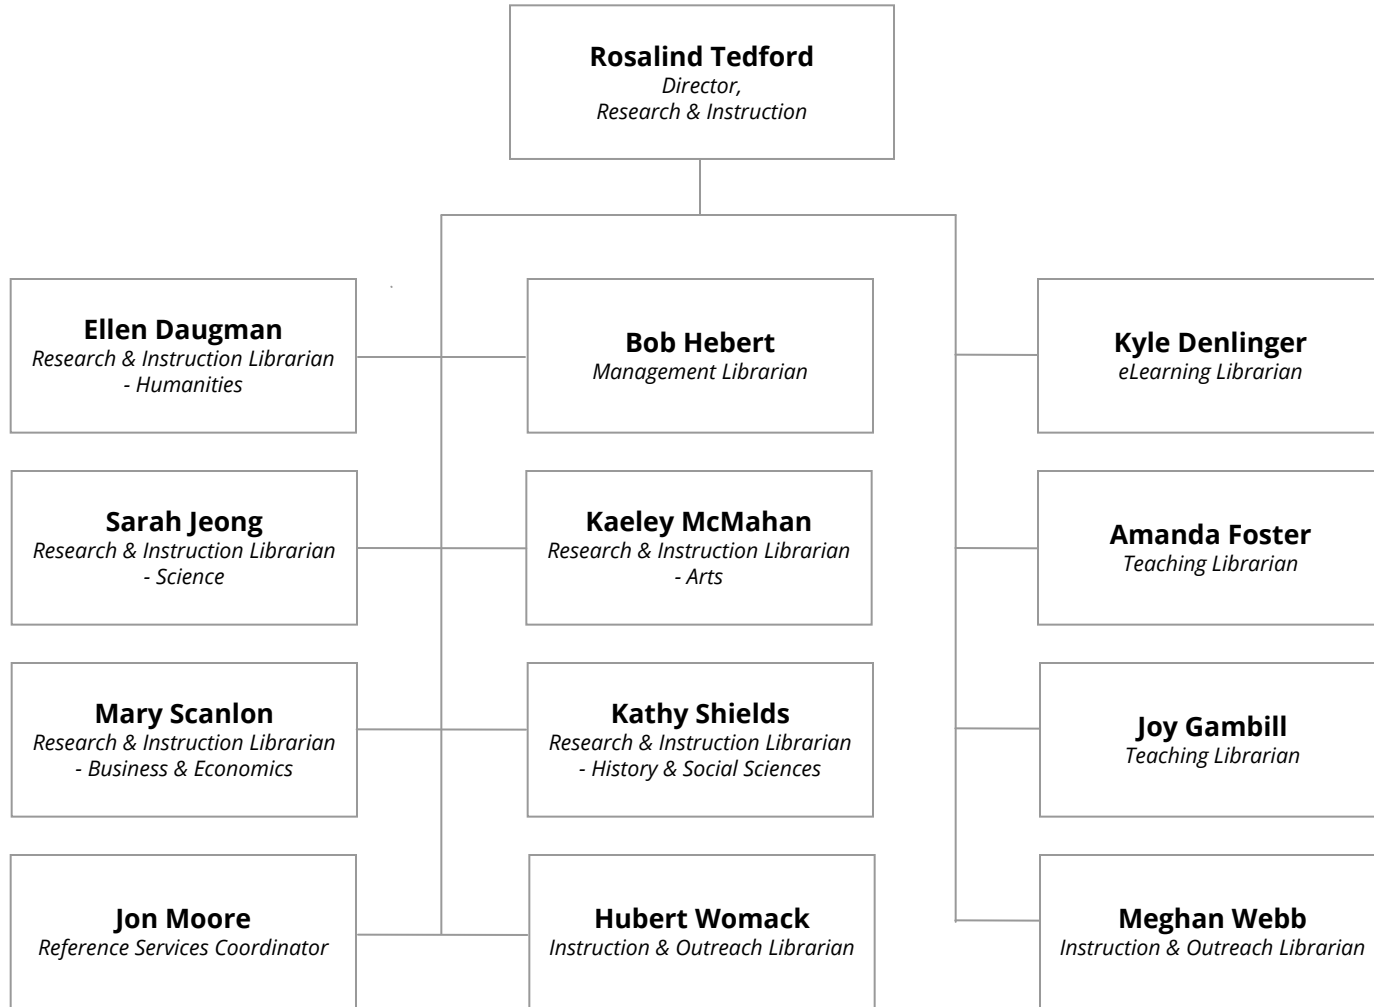 Rosalind Tedford
Director,
Research & Instruction
Ellen Daugman
Research & Instruction Librarian
- Humanities
Bob Hebert
Management Librarian
Kyle Denlinger
eLearning Librarian
Sarah Jeong
Research & Instruction Librarian
- Science
Kaeley McMahan
Research & Instruction Librarian
- Arts
Amanda Foster
Teaching Librarian
Mary Scanlon
Research & Instruction Librarian
- Business & Economics
Kathy Shields
Research & Instruction Librarian
- History & Social Sciences
Joy Gambill
Teaching Librarian
Jon Moore
Reference Services Coordinator
Hubert Womack
Instruction & Outreach Librarian
Meghan Webb
Instruction & Outreach Librarian